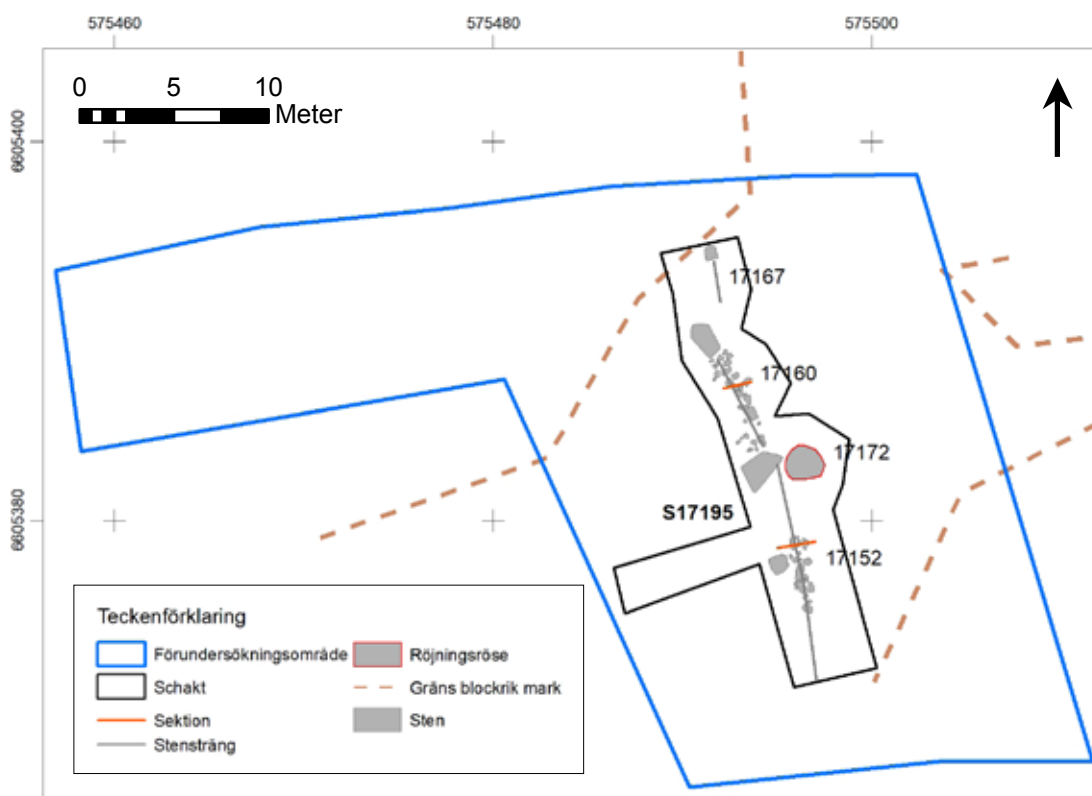 575460 575480 575500
0 5 10
Meter
6605400
17167
17160
17172
6605380
S17195
17152
Teckenförklaring
Förundersökningsområde
Röjningsröse
Schakt
Gräns blockrik mark
Sektion
Sten
Stensträng